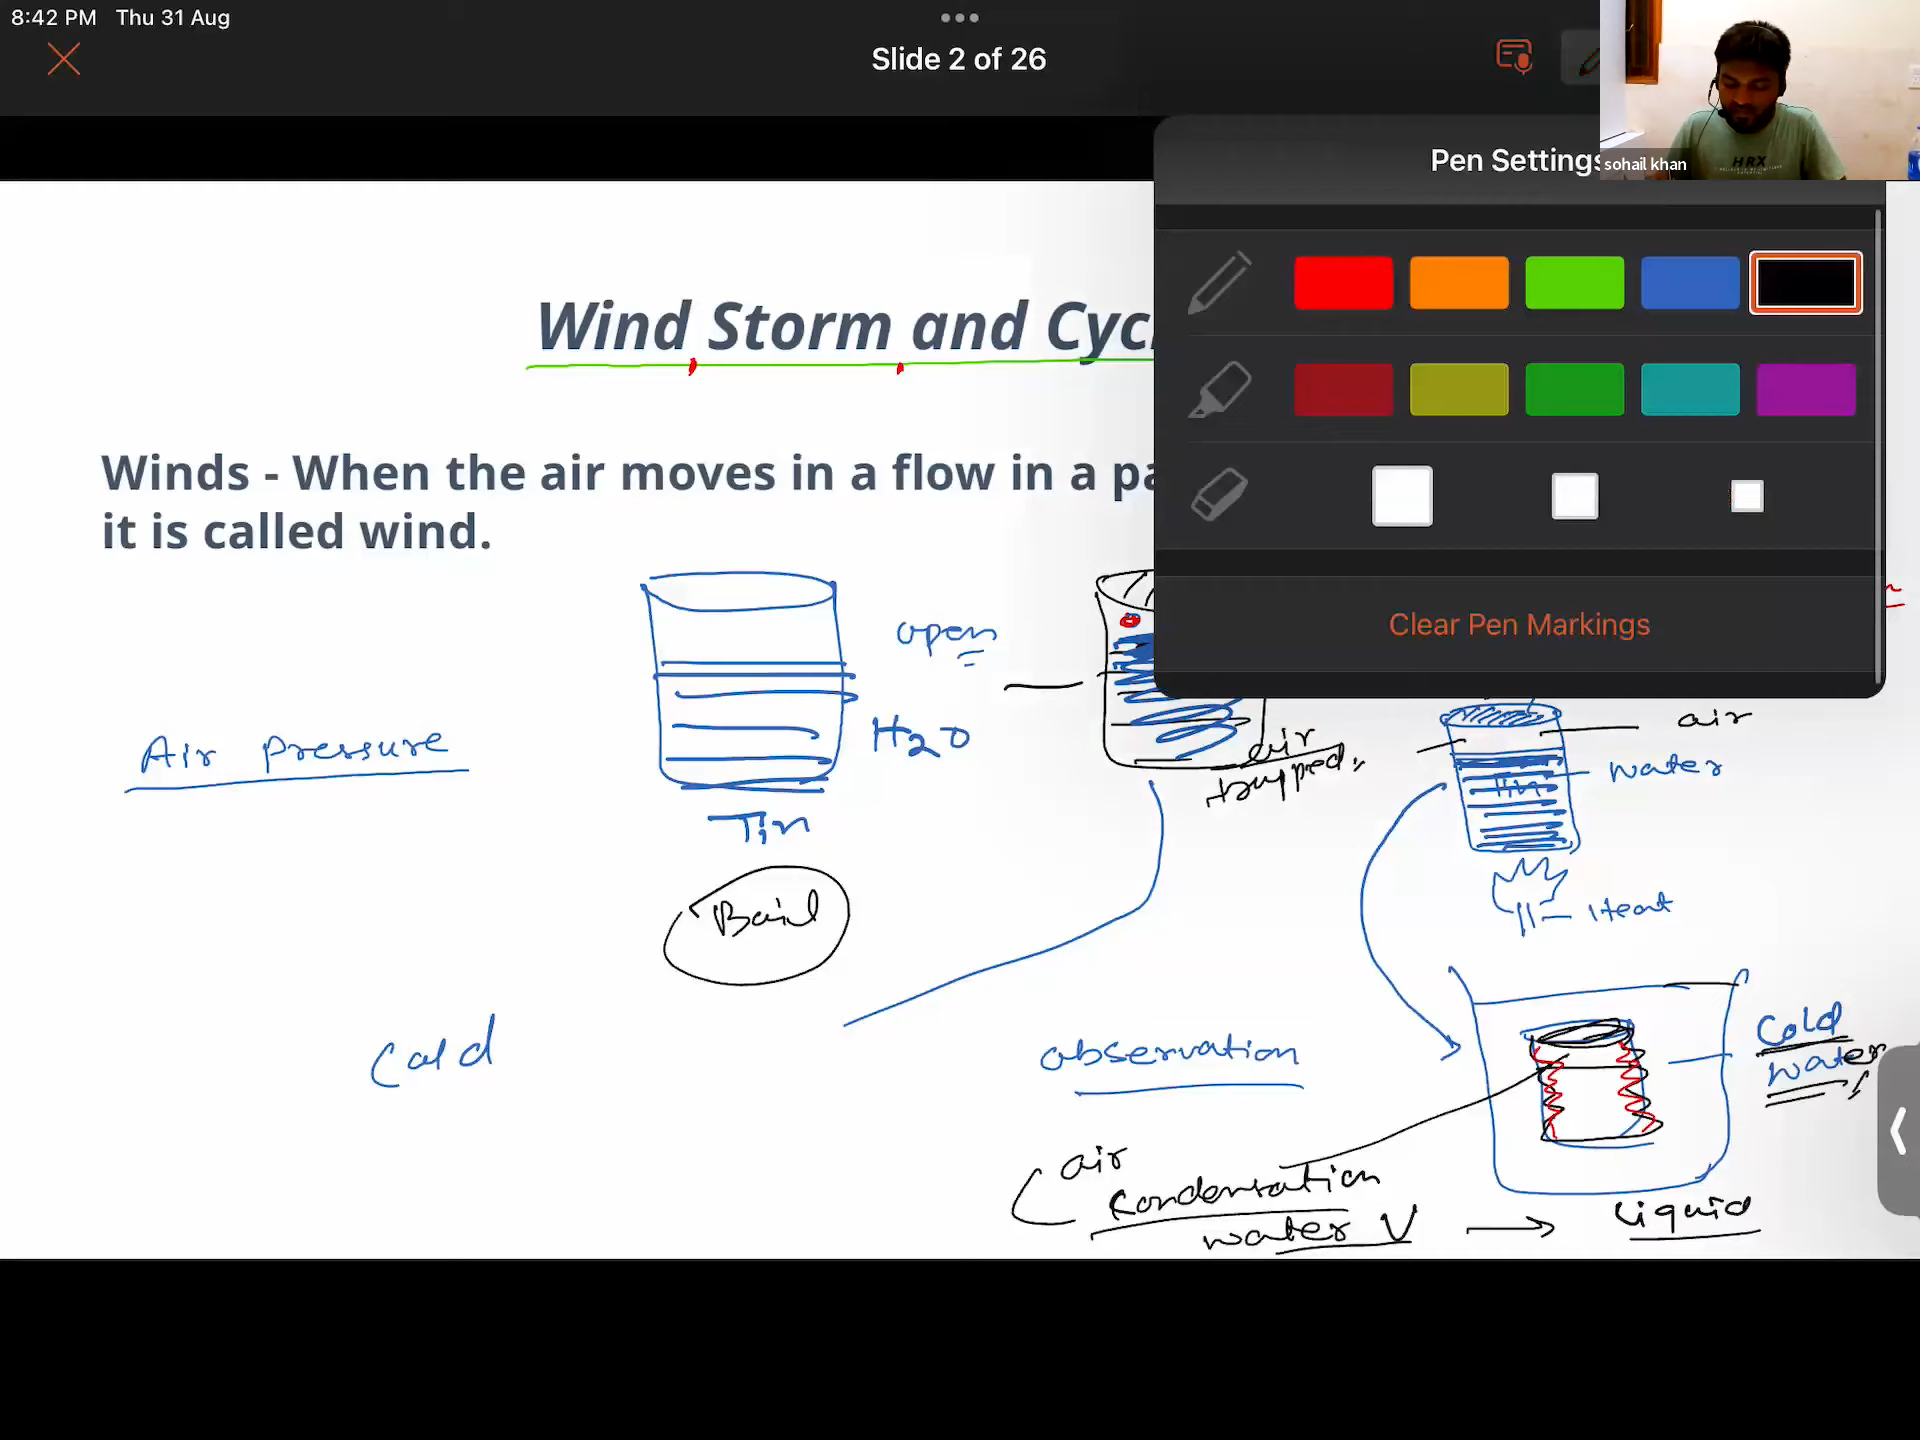 8:42 PM Thu 31 Aug
Slide 2 of 26
Pen Settings
sohail khan
HRX
Wind Storm and Cyc
Winds - When the air moves in a flow in a pa
it is called wind.
Clear Pen Markings
open
H2O
Air Pressure
Tin
air
trapped,
air
water
Tin
Heat
Cold
observation
Cold
water
air
Condensation
water V → Liquid